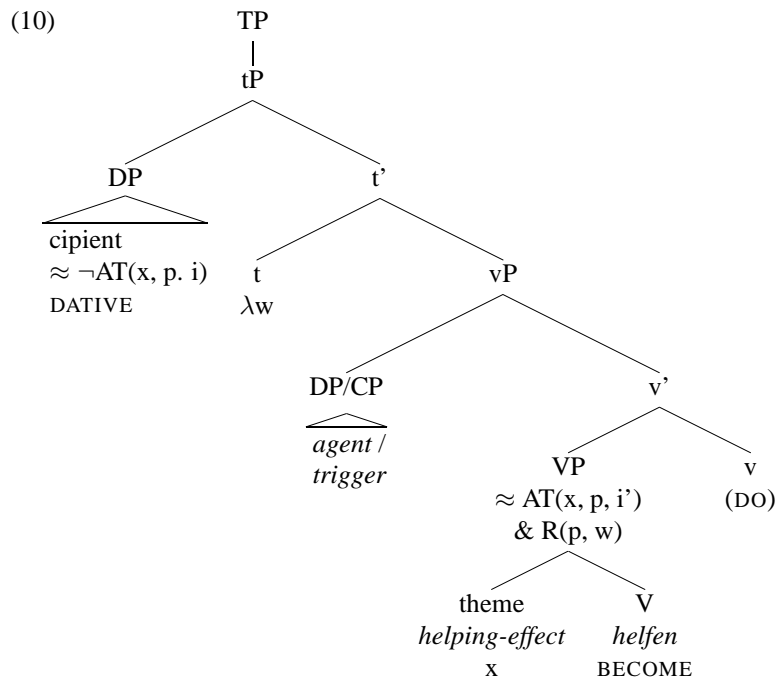 (10) TP
tP
DP t’
cipient
≈ ¬AT(x, p. i) t vP
DATIVE λw
DP/CP v’
agent /
trigger
VP v
≈ AT(x, p, i’) (DO)
& R(p, w)
theme V
helping-effect helfen
x BECOME